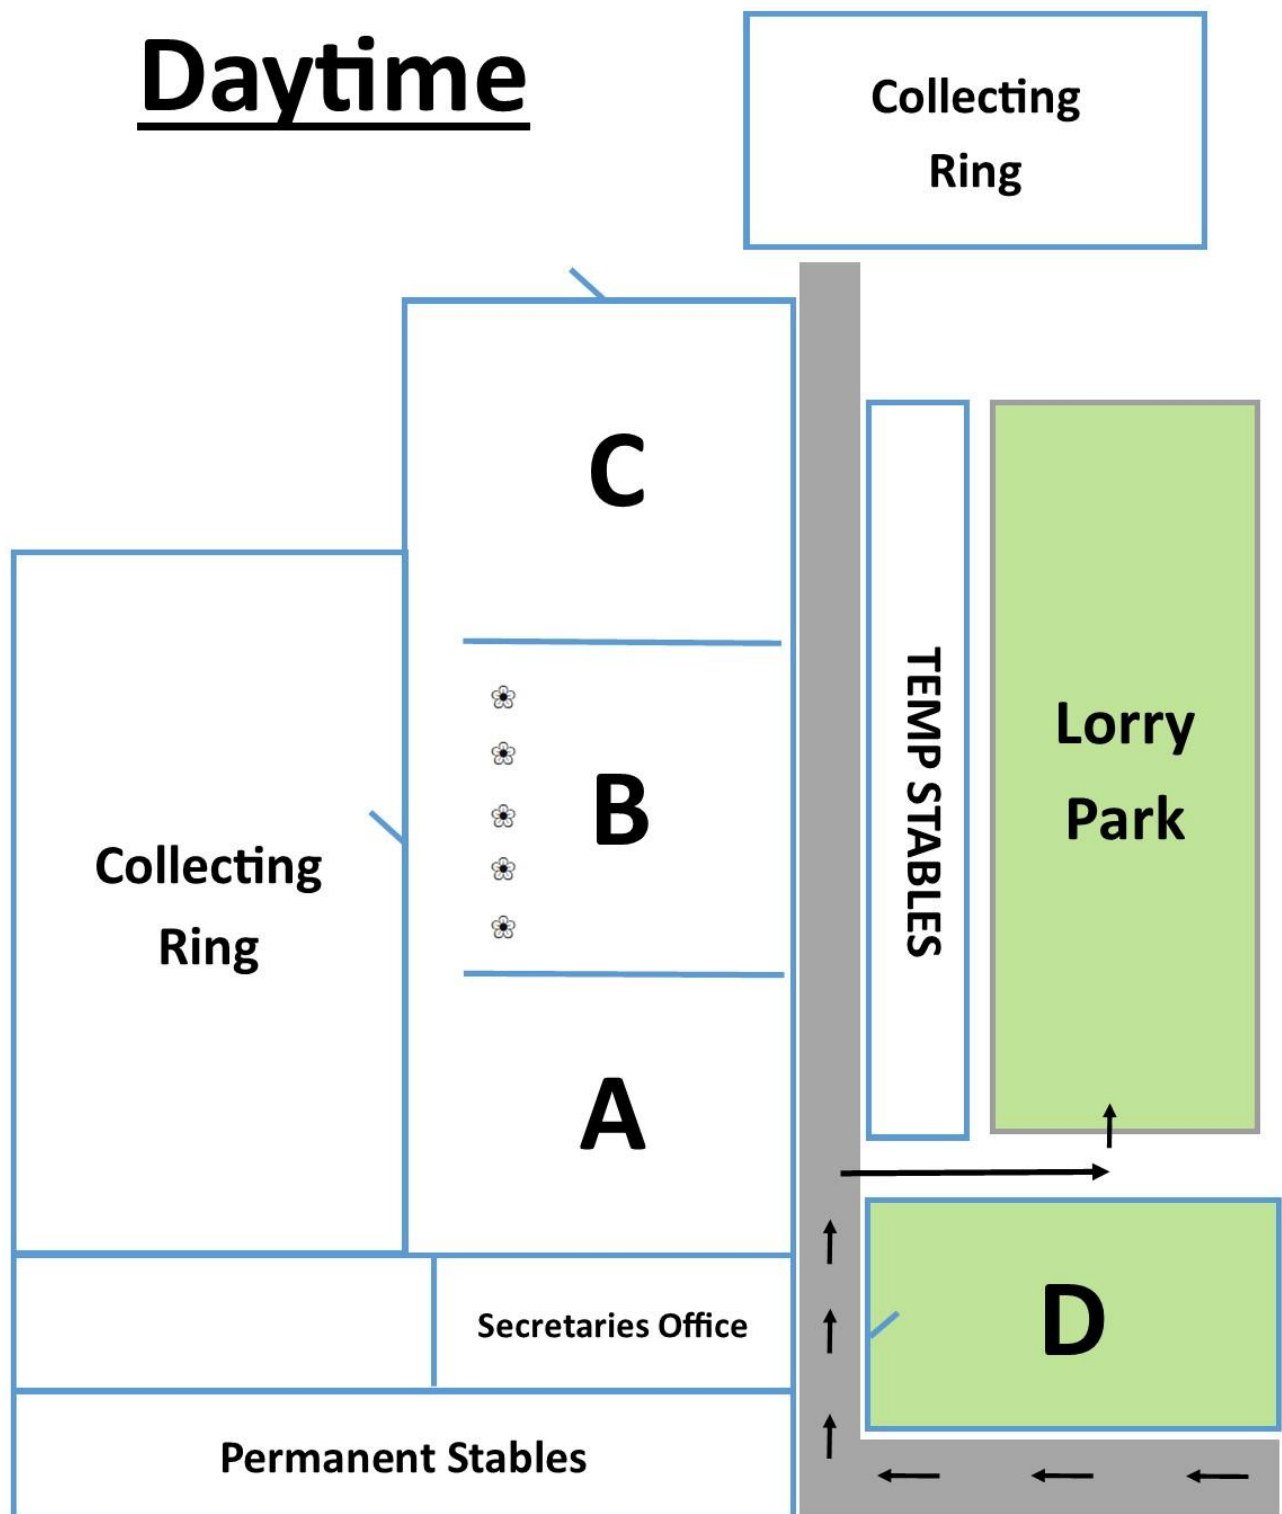 Daytime
Collecting
Ring
C
TEMP STABLES
Lorry
Park
B
Collecting
Ring
A
D
Secretaries Office
Permanent Stables